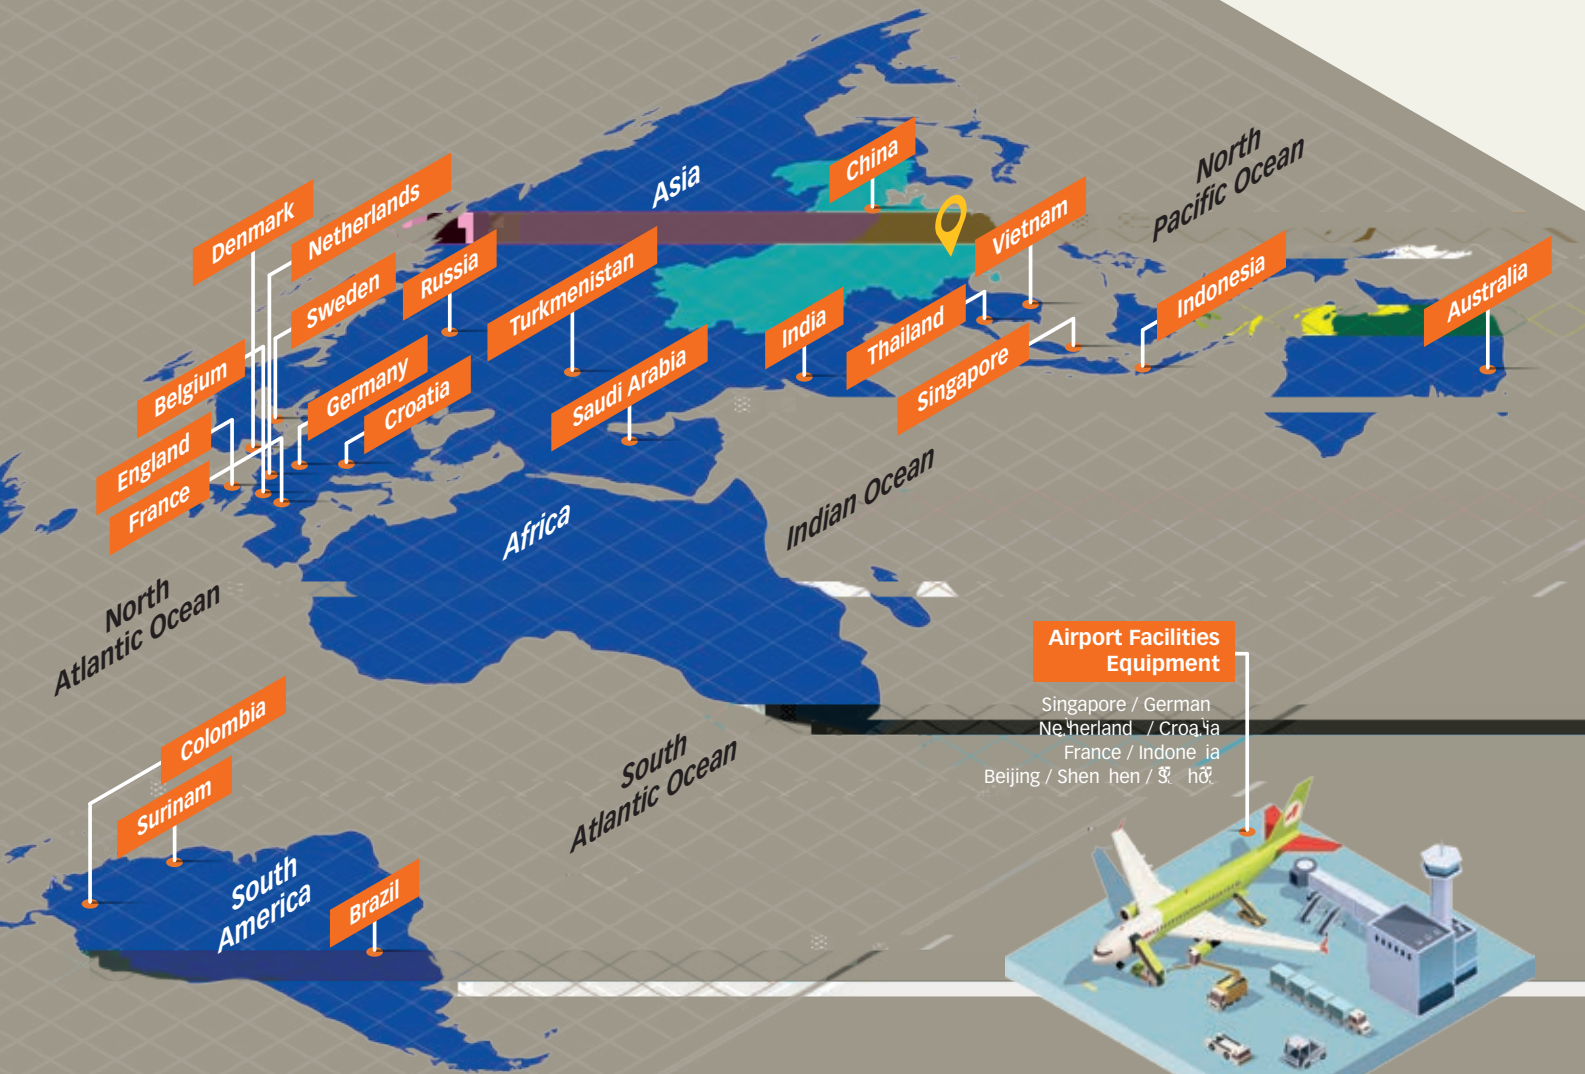 Asia
China
North
Pacific Ocean
Denmark
Netherlands
Sweden
Russia
Turkmenistan
Vietnam
Indonesia
Australia
India
Thailand
Singapore
Belgium
Germany
Croatia
Saudi Arabia
England
France
Africa
Indian Ocean
North
Atlantic Ocean
Airport Facilities
Equipment
Singapore / German
/
France /
Beijing /
Colombia
Surinam
South
Atlantic Ocean
South
America
Brazil